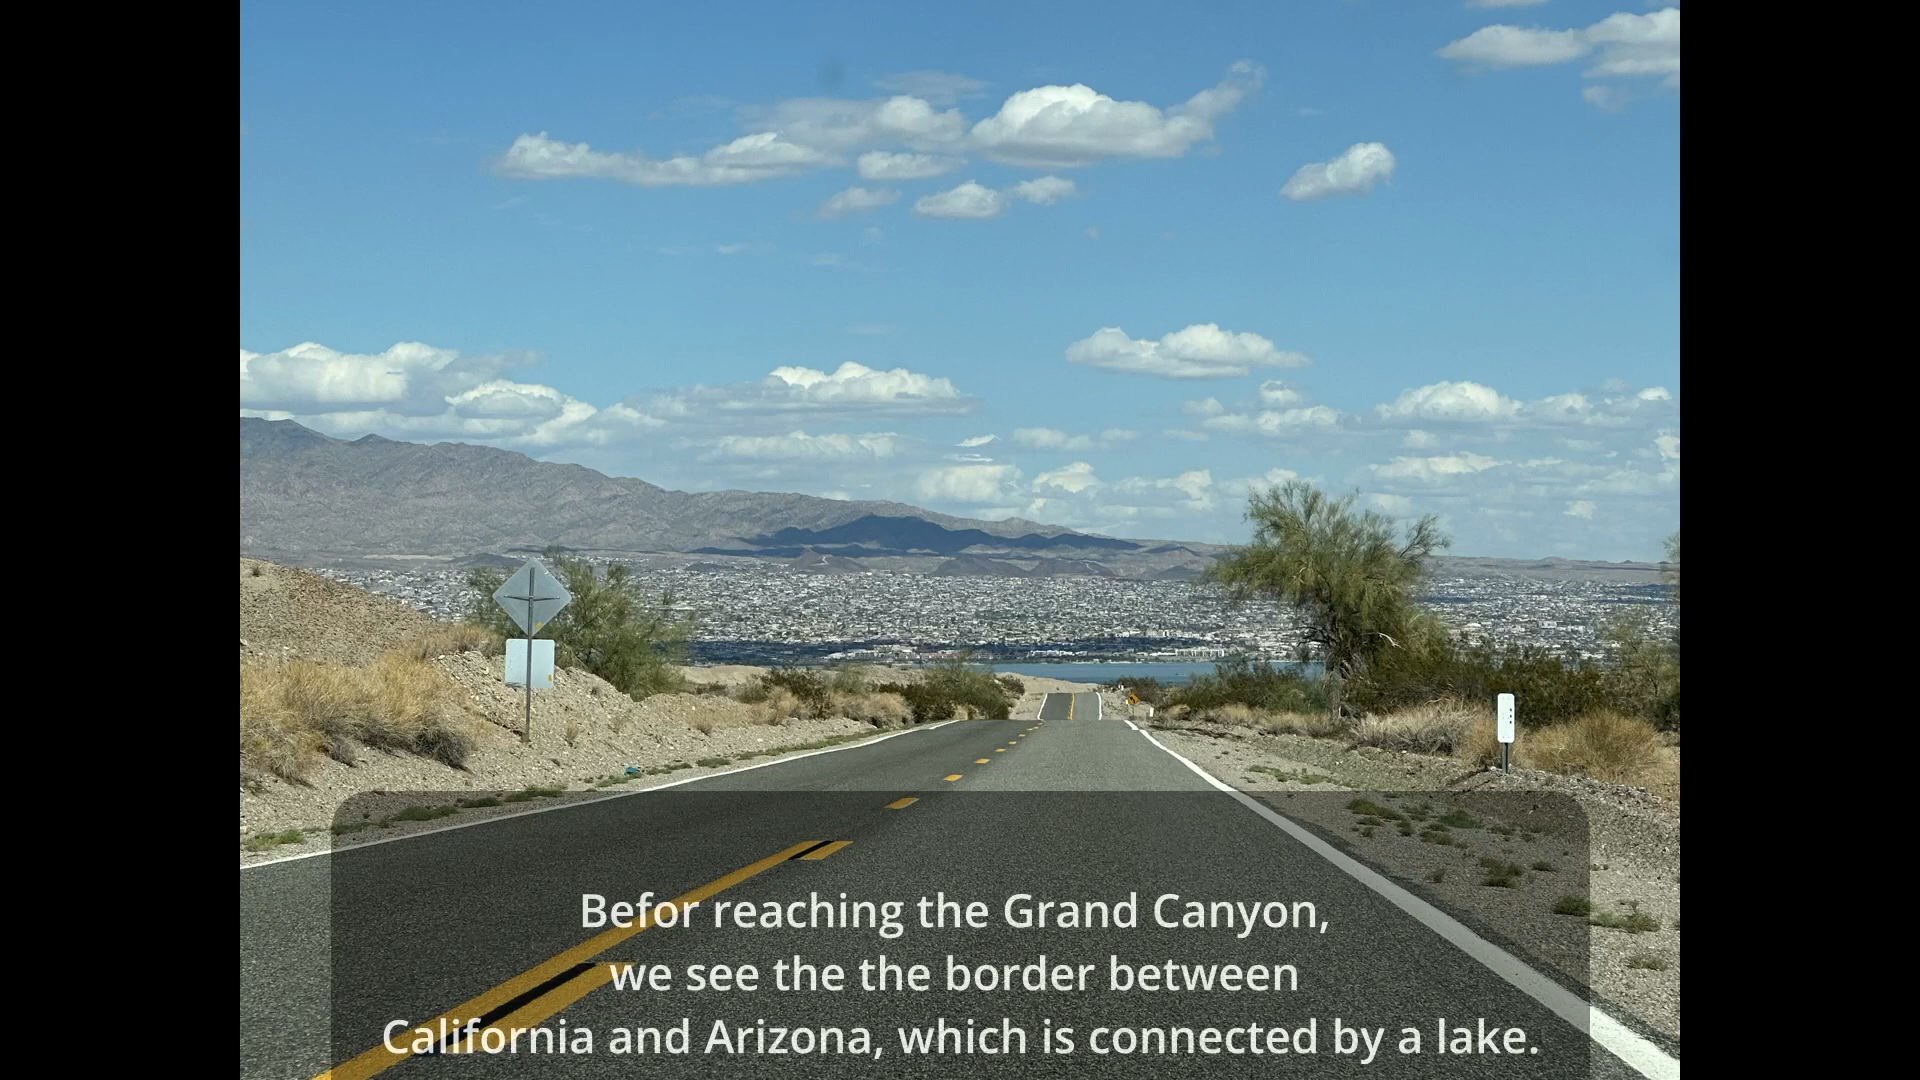 Befor reaching the Grand Canyon,
we see the the border between
California and Arizona, which is connected by a lake.